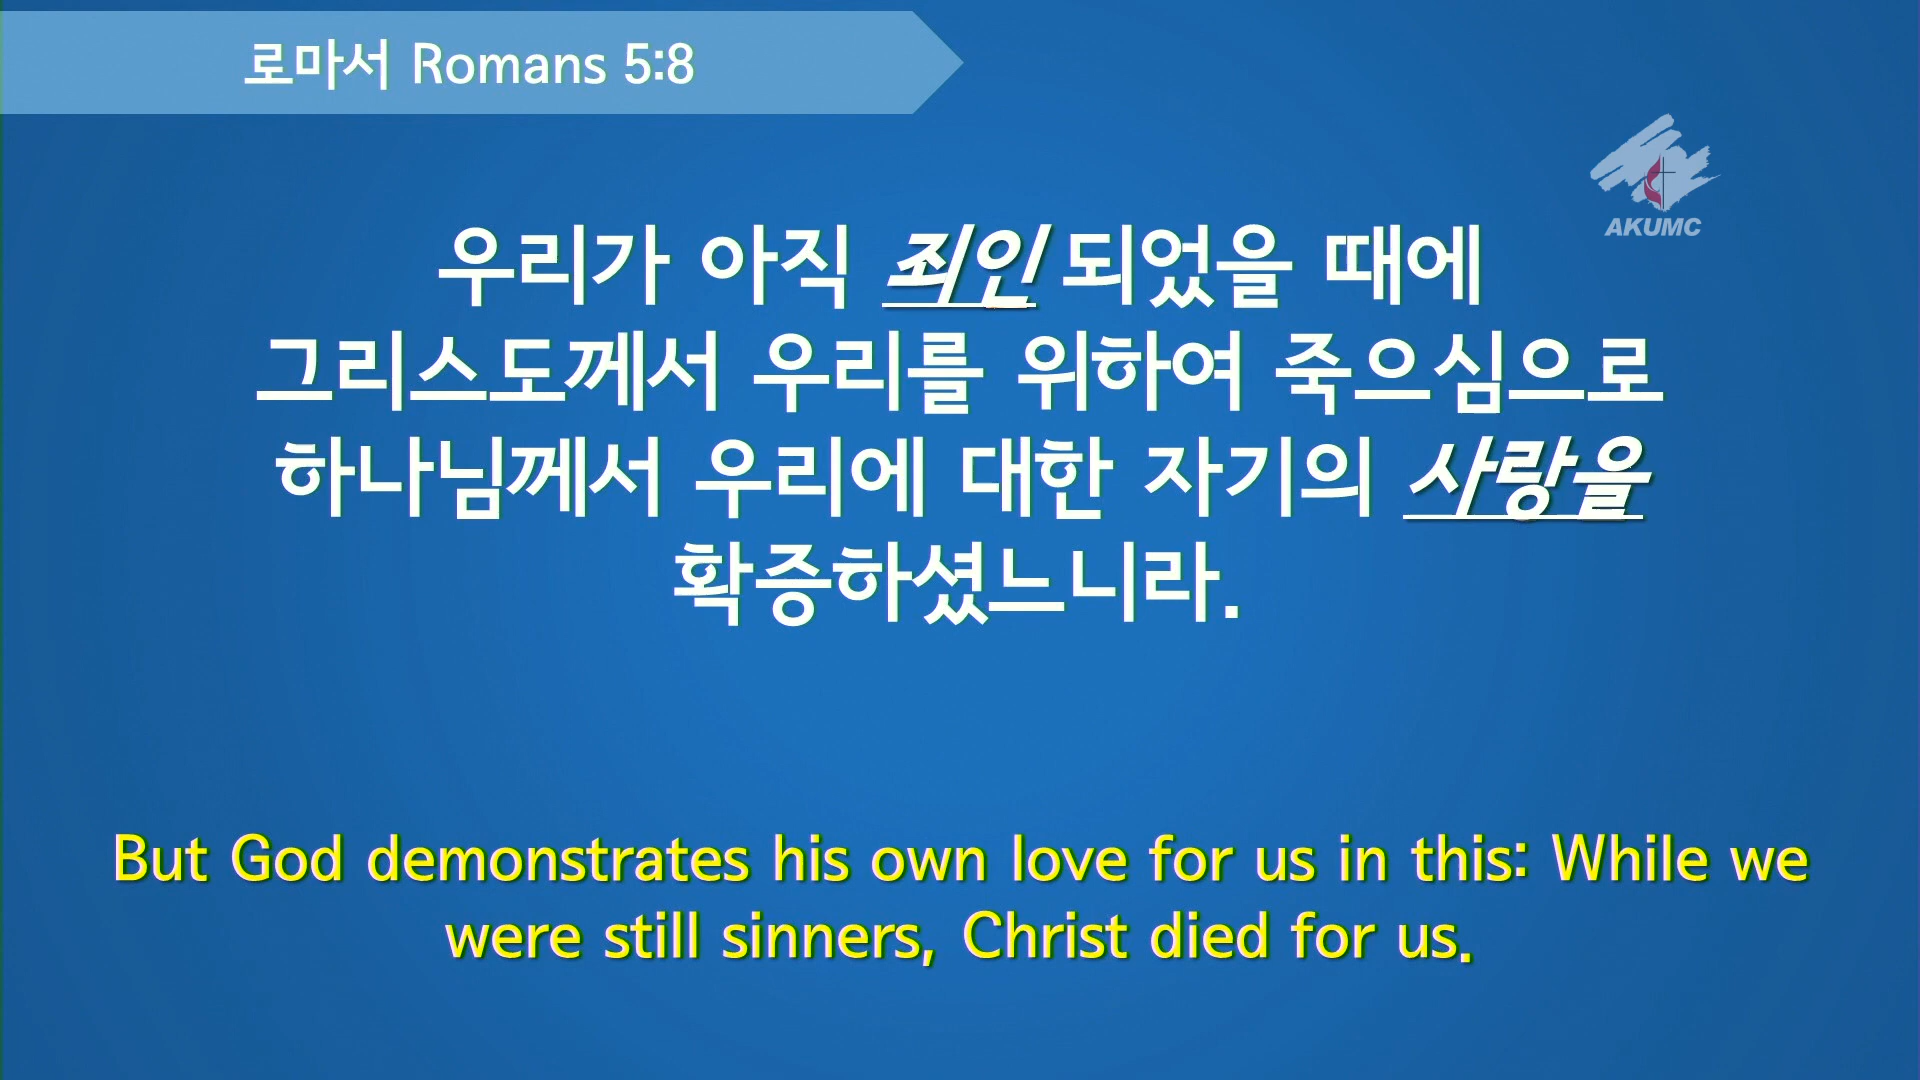 로마서 Romans 5:8
AKUMC
우리가 아직 죄인 되었을 때에
그리스도께서 우리를 위하여 죽으심으로
하나님께서 우리에 대한 자기의 사랑을
확증하셨느니라.
But God demonstrates his own love for us in this: While we
were still sinners, Christ died for us.